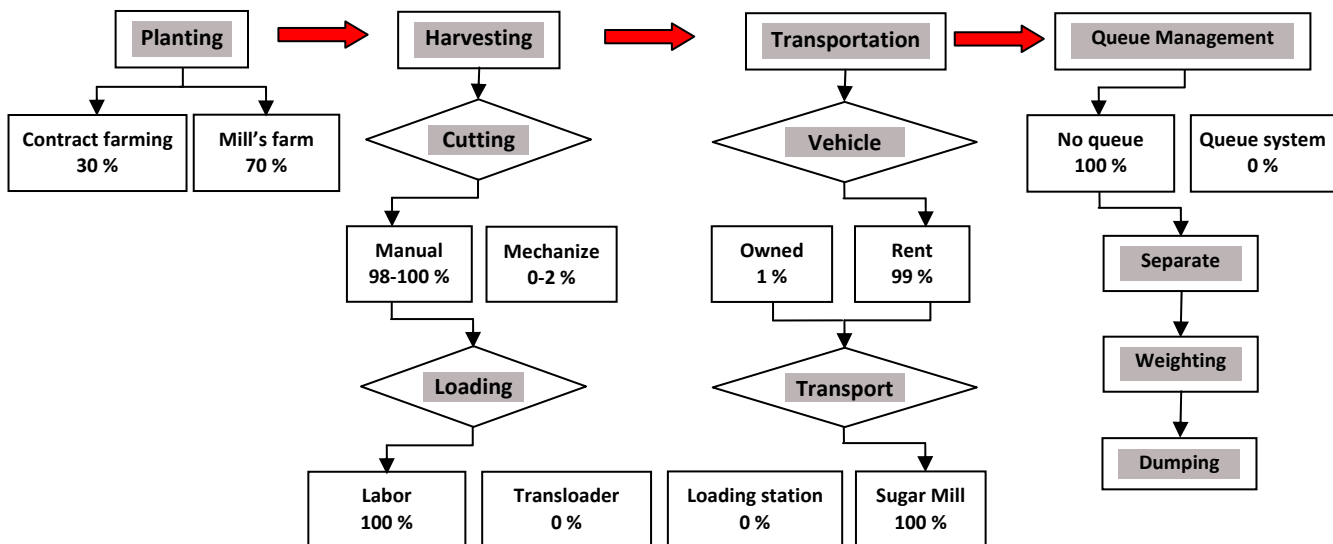 Planting
Harvesting
Transportation
Queue Management
Contract farming
30 %
Mill’s farm
70 %
Cutting
Vehicle
No queue
100 %
Queue system
0 %
Manual
98-100 %
Mechanize
0-2 %
Owned
1 %
Rent
99 %
Separate
Loading
Transport
Weighting
Dumping
Labor
100 %
Transloader
0 %
Loading station
0 %
Sugar Mill
100 %